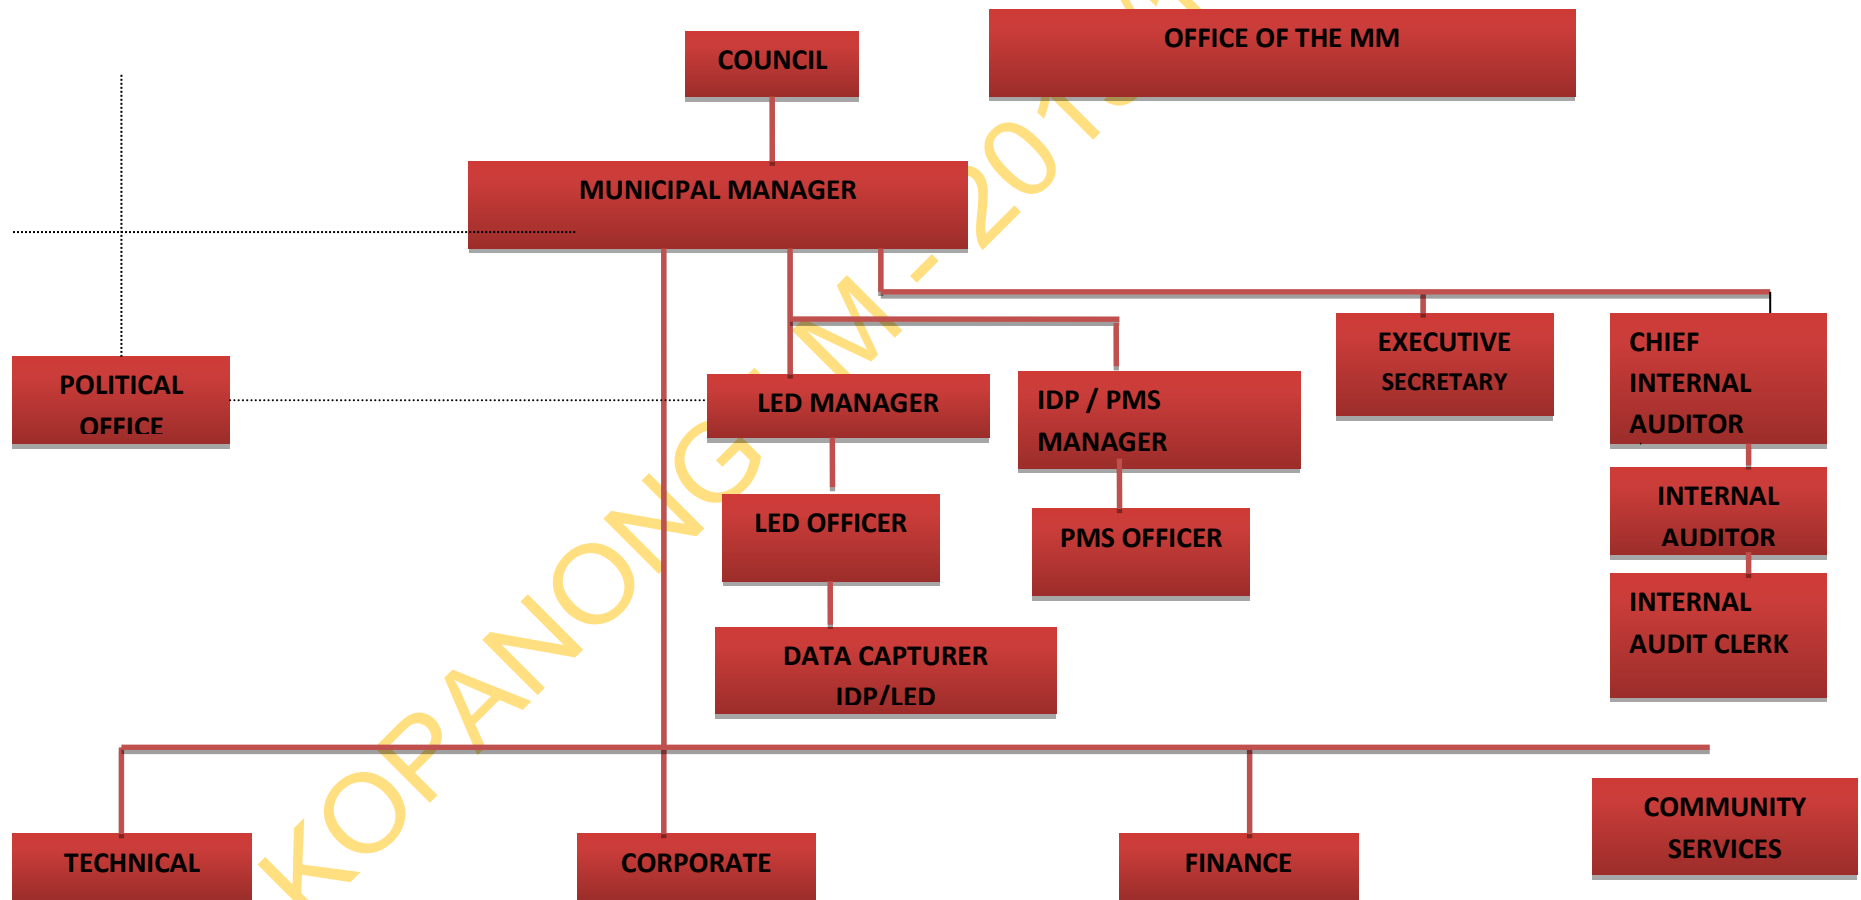 OFFICE OF THE MM
COUNCIL
MUNICIPAL MANAGER
EXECUTIVE
SECRETARY
CHIEF
INTERNAL
AUDITOR
POLITICAL
OFFICE
LED MANAGER
IDP / PMS
MANAGER
LED OFFICER
PMS OFFICER
INTERNAL
AUDITOR
INTERNAL
AUDIT CLERK
DATA CAPTURER
IDP/LED
TECHNICAL
CORPORATE
FINANCE
COMMUNITY
SERVICES
KOPANONG